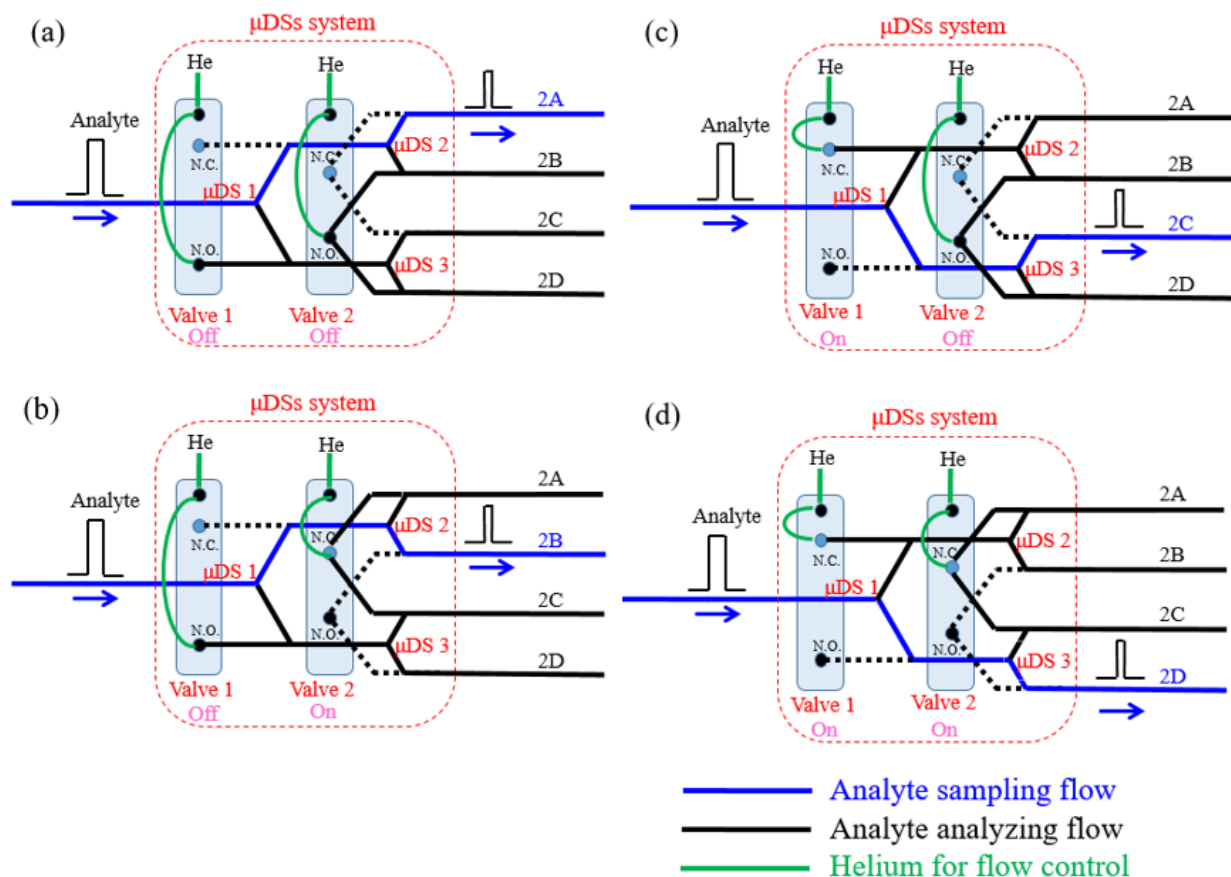 (a)
μDSs system
He
He
Analyte
2A
N.C.
N.C.
μDS 2
2B
μDS 1
2C
N.O.
N.O.
μDS 3
2D
Valve 1
Valve 2
Off
Off
(c)
μDSs system
He
He
Analyte
2A
N.C.
N.C.
μDS 2
2B
μDS 1
2C
N.O.
N.O.
μDS 3
2D
Valve 1
Valve 2
On
Off
(b)
μDSs system
He
He
Analyte
2A
N.C.
N.C.
μDS 2
2B
μDS 1
2C
N.O.
N.O.
μDS 3
2D
Valve 1
Valve 2
Off
On
(d)
μDSs system
He
He
Analyte
2A
N.C.
N.C.
μDS 2
2B
μDS 1
2C
N.O.
N.O.
μDS 3
2D
Valve 1
Valve 2
On
On
Analyte sampling flow
Analyte analyzing flow
Helium for flow control